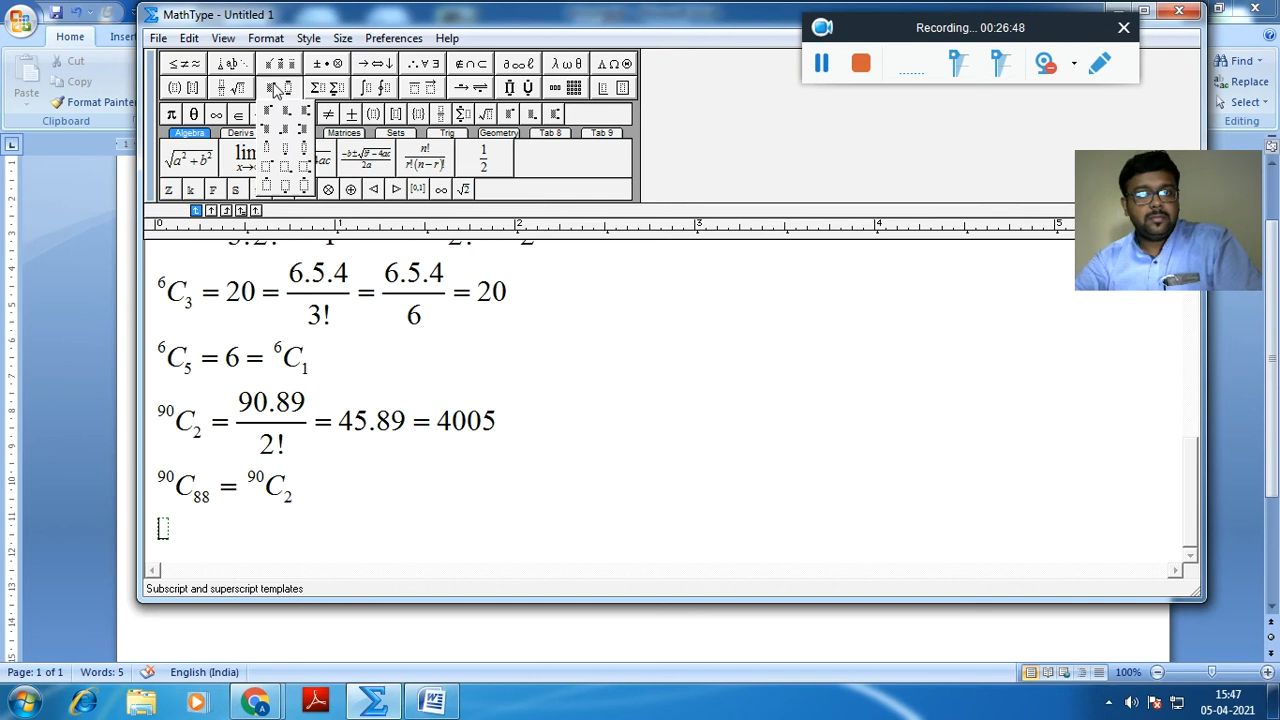 MathType - Untitled 1
Recording... 00:26:48
Home
Insert
Cut
Copy
Format Painter
Paste
Clipboard
File Edit View Format Style Size Preferences Help
Replace
Select
Editing
Algebra Derivs Matrices Sets Trig Geometry Tab 8 Tab 9
⁶C₃ = 20 = 6.5.4/3! = 6.5.4/6 = 20
⁶C₅ = 6 = ⁶C₁
⁹⁰C₂ = 90.89/2! = 45.89 = 4005
⁹⁰C₈₈ = ⁹⁰C₂
Subscript and superscript templates
Page: 1 of 1 Words: 5 English (India) 100%
15:47
05-04-2021